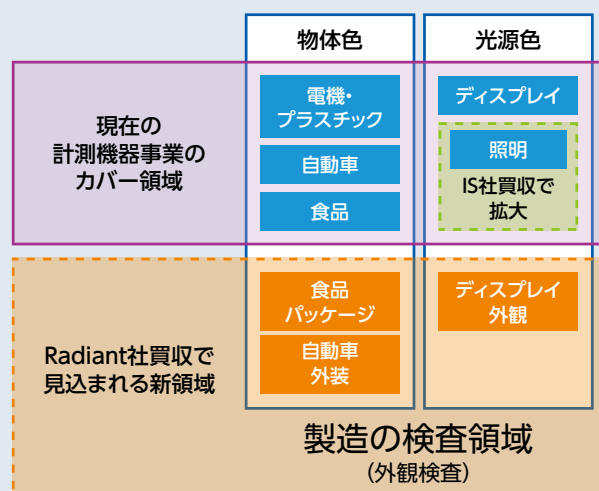 物体色
光源色
現在の
計測機器事業の
カバー領域
電機・
プラスチック
自動車
食品
ディスプレイ
照明
IS社買収で
拡大
Radiant社買収で
見込まれる新領域
食品
パッケージ
自動車
外装
ディスプレイ
外観
製造の検査領域
(外観検査)